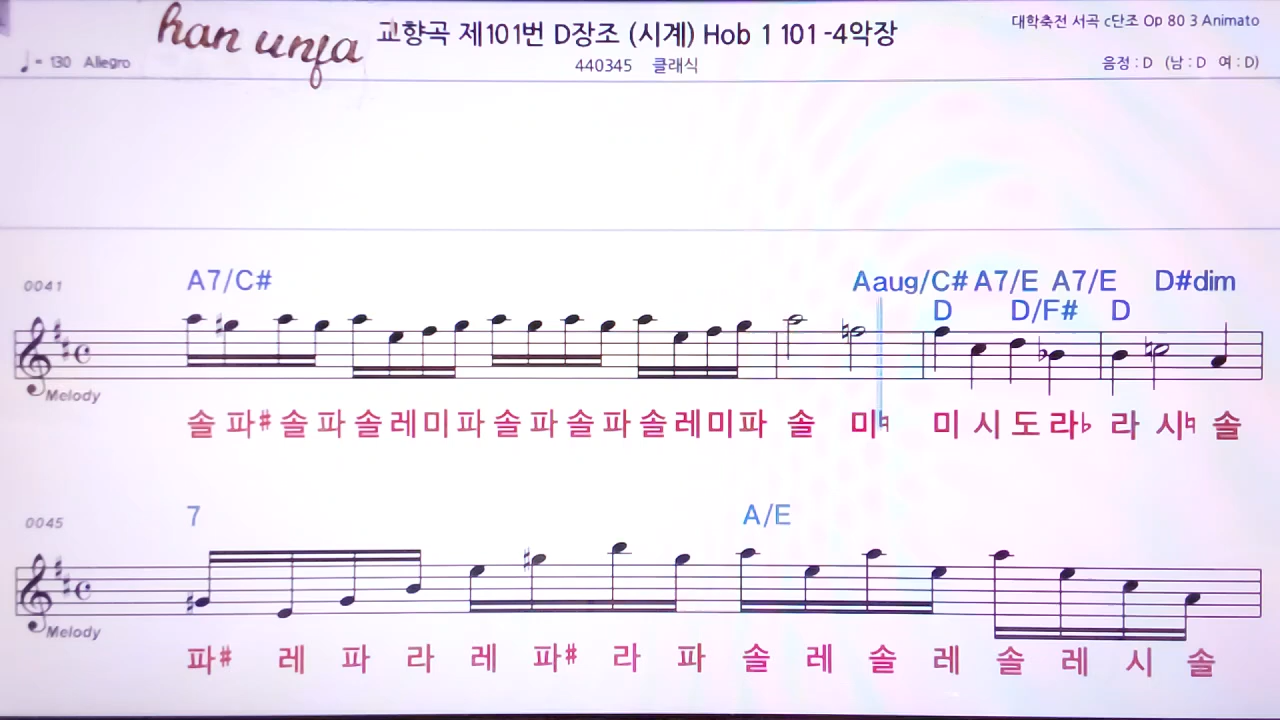 han unfa
교향곡 제101번 D장조 (시계) Hob 1 101 -4악장
대학축전 서곡 c단조 Op 80 3 Animato
♩ = 130 Allegro
440345 클래식
음정 : D (남 : D 여 : D)
0041
A7/C# Aaug/C# A7/E A7/E D#dim
D D/F# D
Melody
솔 파# 솔 파 솔 레 미 파 솔 파 솔 파 솔 레 미 파 솔 미♮ 미 시 도 라♭ 라 시♮ 솔
0045
7 A/E
Melody
파# 레 파 라 레 파# 라 파 솔 레 솔 레 솔 레 시 솔